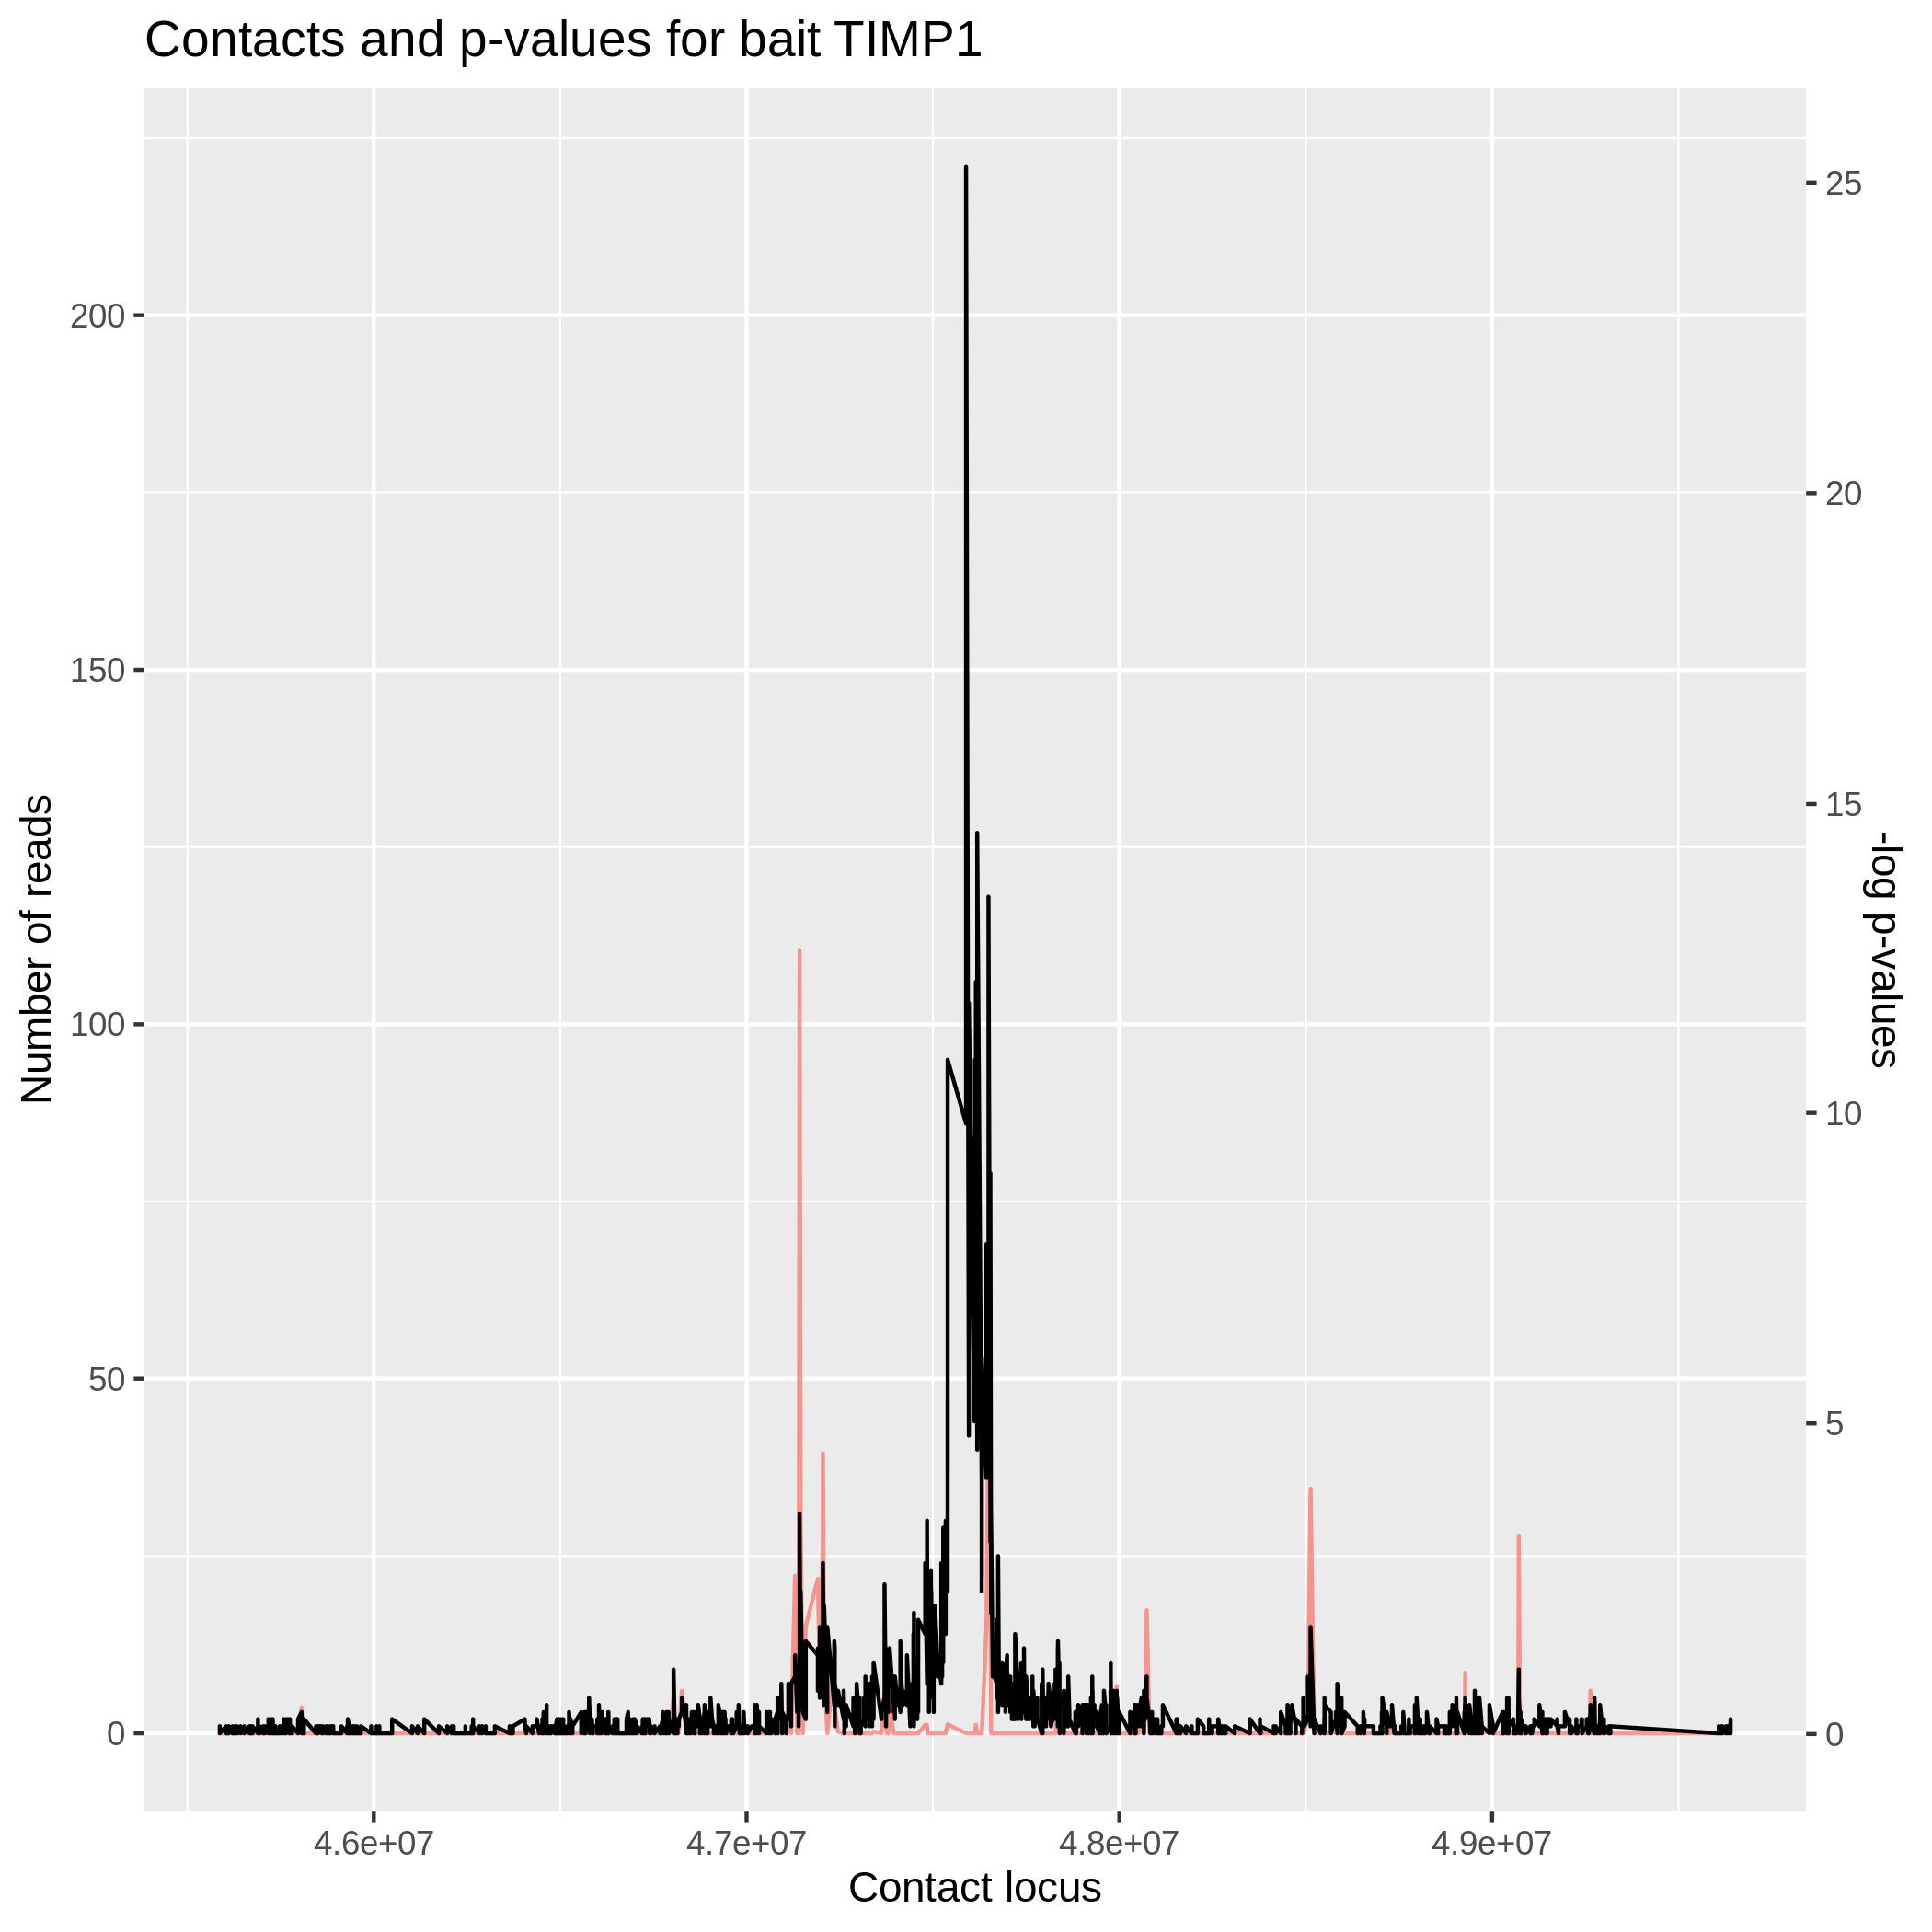 Contacts and p-values for bait TIMP1
Number of reads
200
150
100
50
0
25
20
15
10
5
0
-log p-values
4.6e+07 4.7e+07 4.8e+07 4.9e+07
Contact locus